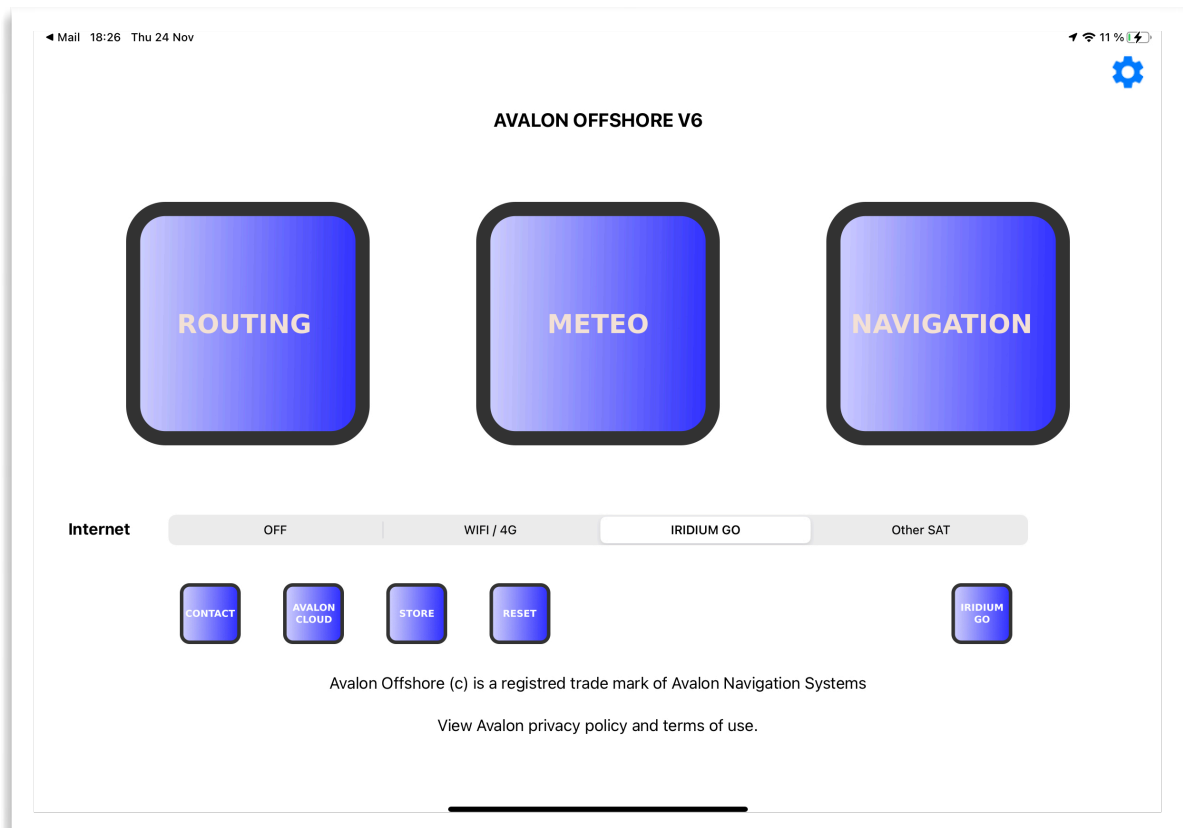 Mail 18:26 Thu 24 Nov 11 %
AVALON OFFSHORE V6
ROUTING METEO NAVIGATION
Internet OFF WIFI / 4G IRIDIUM GO Other SAT
CONTACT
AVALON
CLOUD
STORE
RESET
IRIDIUM
GO
Avalon Offshore (c) is a registred trade mark of Avalon Navigation Systems
View Avalon privacy policy and terms of use.